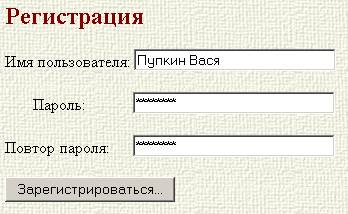 Регистрация
Имя пользователя: Пупкин Вася
Пароль: ********
Повтор пароля: ********
Зарегистрироваться...